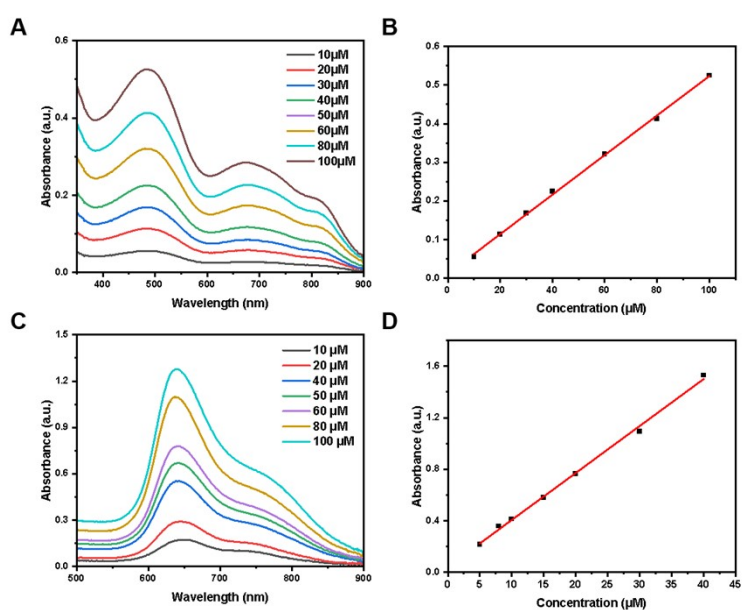 A
10µM
20µM
30µM
40µM
50µM
60µM
80µM
100µM
0.6
0.4
0.2
0.0
400 500 600 700 800 900
Absorbance (a.u.)
Wavelength (nm)
B
0.6
0.5
0.4
0.3
0.2
0.1
0.0
0 20 40 60 80 100
Absorbance (a.u.)
Concentration (µM)
C
10 µM
20 µM
40 µM
50 µM
60 µM
80 µM
100 µM
1.5
1.2
0.9
0.6
0.3
0.0
500 600 700 800 900
Absorbance (a.u.)
Wavelength (nm)
D
1.6
1.2
0.8
0.4
0.0
0 5 10 15 20 25 30 35 40 45
Absorbance (a.u.)
Concentration (µM)